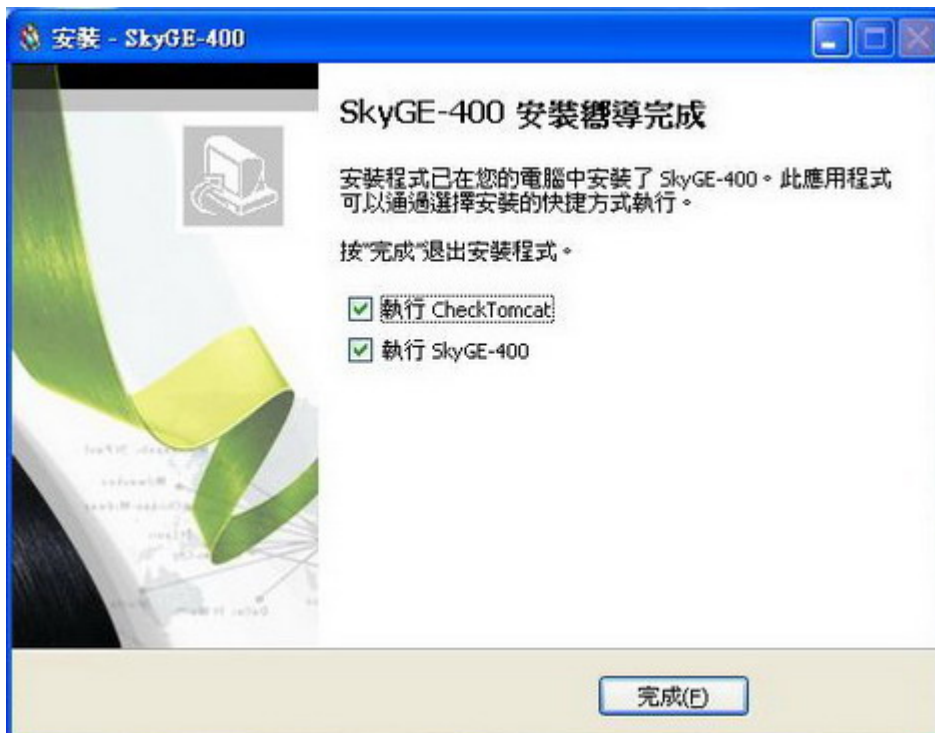 安裝 - SkyGE-400
SkyGE-400 安裝嚮導完成
安裝程式已在您的電腦中安裝了 SkyGE-400。此應用程式
可以通過選擇安裝的快捷方式執行。
按"完成"退出安裝程式。
執行 CheckTomcat
執行 SkyGE-400
完成(F)